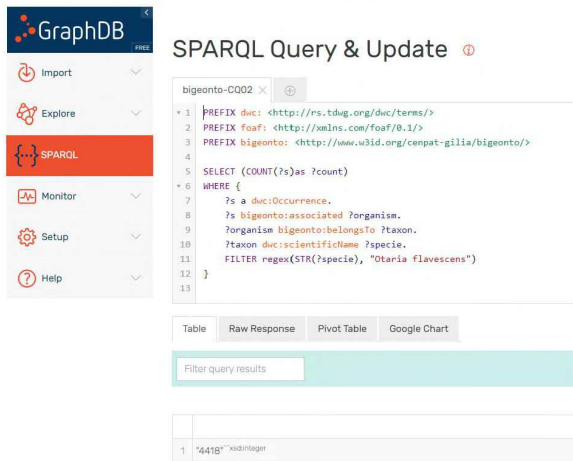 GraphDB
FREE
Import
Explore
SPARQL
Monitor
Setup
Help
SPARQL Query & Update
bigeonto-CQ02
1 PREFIX dwc: <http://rs.tdwg.org/dwc/terms/>
2 PREFIX foaf: <http://xmlns.com/foaf/0.1/>
3 PREFIX bigeonto: <http://www.w3id.org/cenpat-gilia/bigeonto/>
4
5 SELECT (COUNT(?s)as ?count)
6 WHERE {
7 ?s a dwc:Occurrence.
8 ?s bigeonto:associated ?organism.
9 ?organism bigeonto:belongsTo ?taxon.
10 ?taxon dwc:scientificName ?specie.
11 FILTER regex(STR(?specie), "Otaria flavescens")
12 }
13
Table Raw Response Pivot Table Google Chart
Filter query results
1 "4418"^^xsd:integer